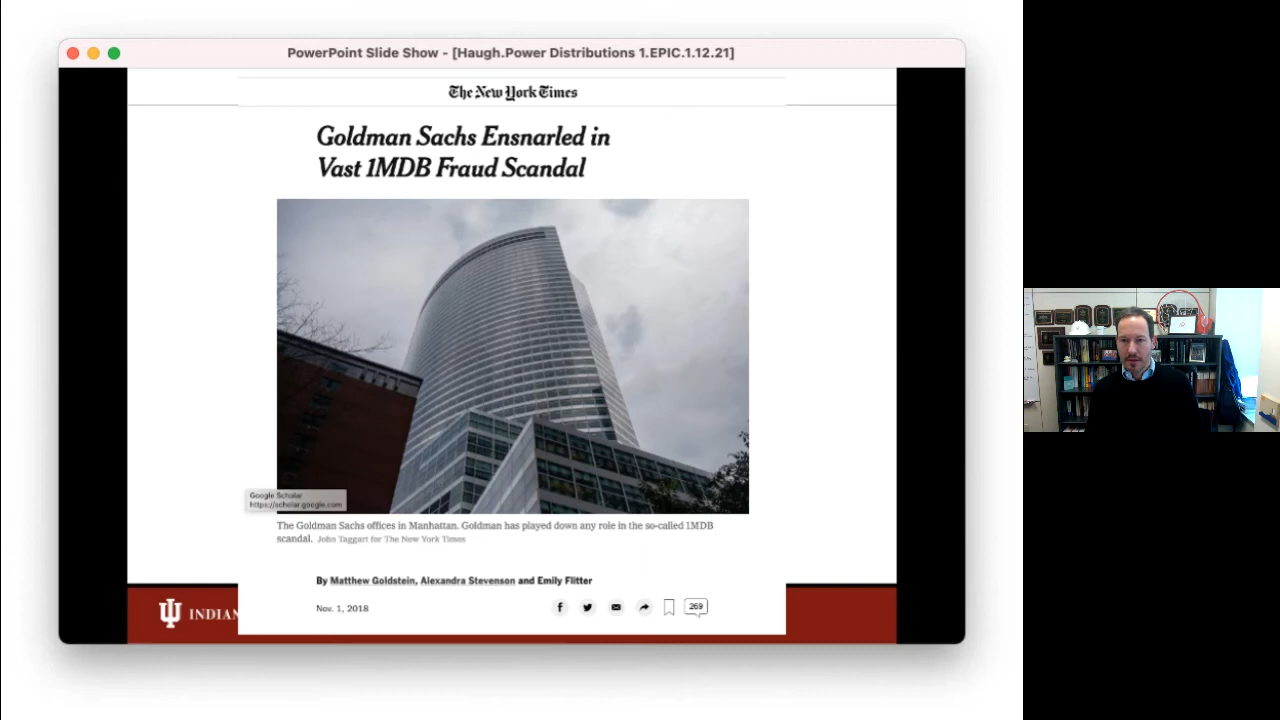 PowerPoint Slide Show - [Haugh.Power Distributions 1.EPIC.1.12.21]
The New York Times
Goldman Sachs Ensnarled in
Vast 1MDB Fraud Scandal
Google Scholar
https://scholar.google.com
The Goldman Sachs offices in Manhattan. Goldman has played down any role in the so-called 1MDB
scandal. John Taggart for The New York Times
By Matthew Goldstein, Alexandra Stevenson and Emily Flitter
Nov. 1, 2018
269
INDIAN